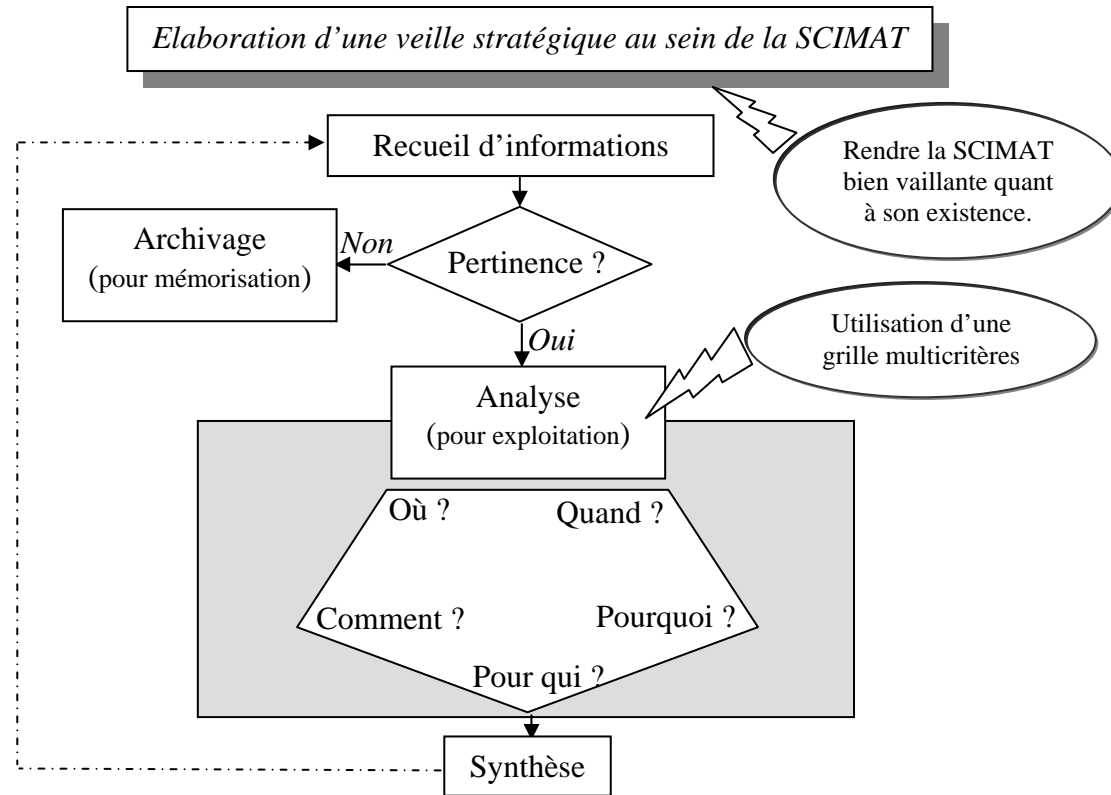 Elaboration d’une veille stratégique au sein de la SCIMAT
Recueil d’informations
Rendre la SCIMAT
bien vaillante quant
à son existence.
Archivage
(pour mémorisation)
Non
Pertinence ?
Oui
Utilisation d’une
grille multicritères
Analyse
(pour exploitation)
Où ?
Quand ?
Comment ?
Pourquoi ?
Pour qui ?
Synthèse